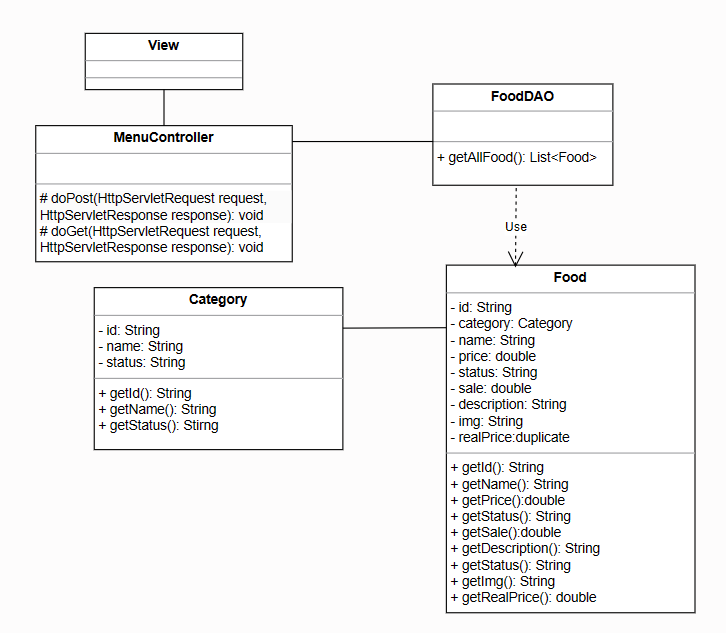 View
MenuController
# doPost(HttpServletRequest request,
HttpServletResponse response): void
# doGet(HttpServletRequest request,
HttpServletResponse response): void
FoodDAO
+ getAllFood(): List<Food>
Use
Category
- id: String
- name: String
- status: String
+ getId(): String
+ getName(): String
+ getStatus(): Stirng
Food
- id: String
- category: Category
- name: String
- price: double
- status: String
- sale: double
- description: String
- img: String
- realPrice:duplicate
+ getId(): String
+ getName(): String
+ getPrice():double
+ getStatus(): String
+ getSale():double
+ getDescription(): String
+ getStatus(): String
+ getImg(): String
+ getRealPrice(): double